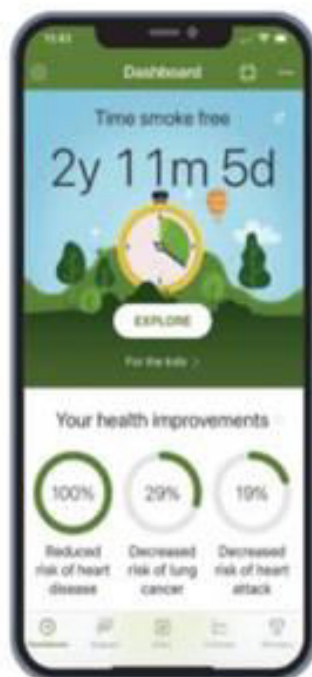 Dashboard
Time smoke free
2y 11m 5d
EXPLORE
For the kids >
Your health improvements
100% 29% 19%
Reduced Decreased Decreased
risk of heart risk of lung risk of heart
disease cancer attack
Dashboard